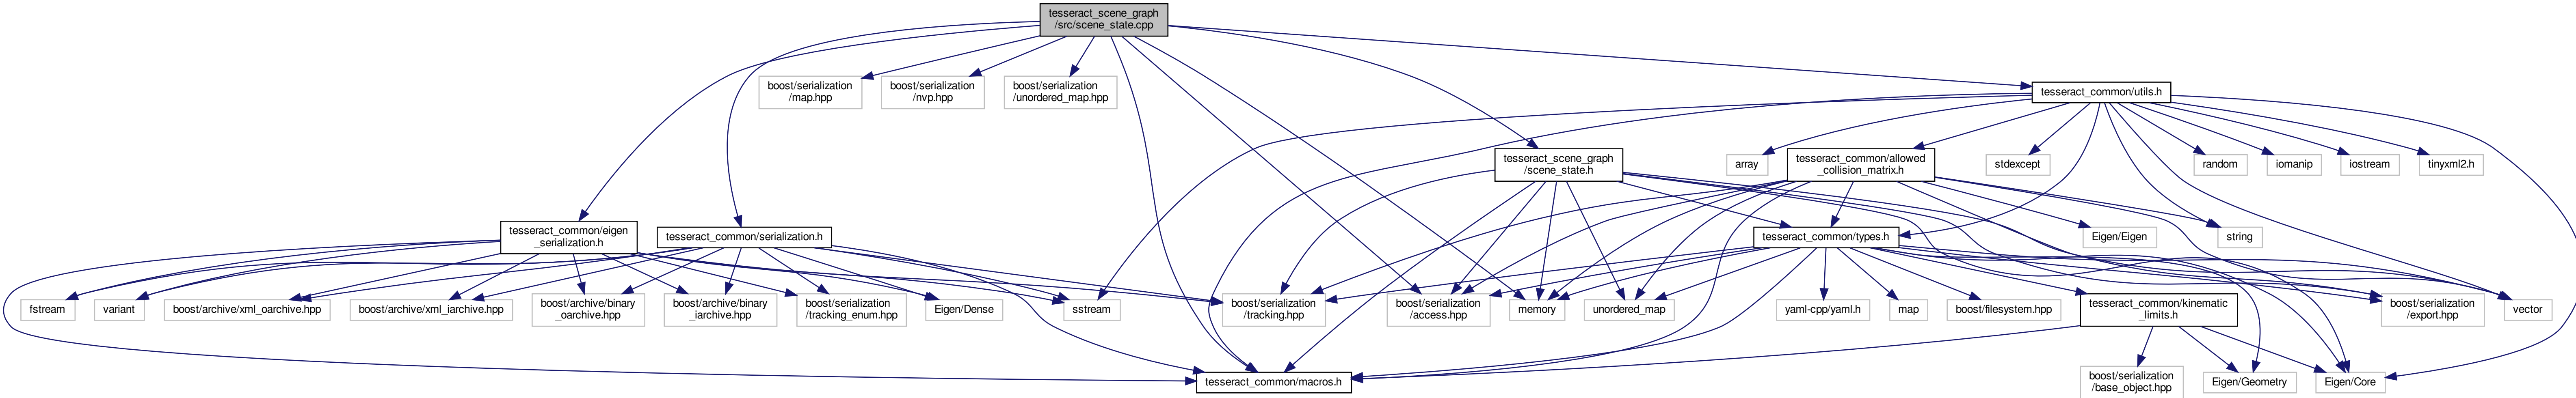 tesseract_scene_graph
/src/scene_state.cpp
boost/serialization
/map.hpp
boost/serialization
/nvp.hpp
boost/serialization
/unordered_map.hpp
tesseract_common/utils.h
tesseract_scene_graph
/scene_state.h
array
tesseract_common/allowed
_collision_matrix.h
stdexcept
random
iomanip
iostream
tinyxml2.h
tesseract_common/eigen
_serialization.h
tesseract_common/serialization.h
tesseract_common/types.h
Eigen/Eigen
string
fstream
variant
boost/archive/xml_oarchive.hpp
boost/archive/xml_iarchive.hpp
boost/archive/binary
_oarchive.hpp
boost/archive/binary
_iarchive.hpp
boost/serialization
/tracking_enum.hpp
Eigen/Dense
sstream
boost/serialization
/tracking.hpp
boost/serialization
/access.hpp
memory
unordered_map
yaml-cpp/yaml.h
map
boost/filesystem.hpp
tesseract_common/kinematic
_limits.h
boost/serialization
/export.hpp
vector
tesseract_common/macros.h
boost/serialization
/base_object.hpp
Eigen/Geometry
Eigen/Core